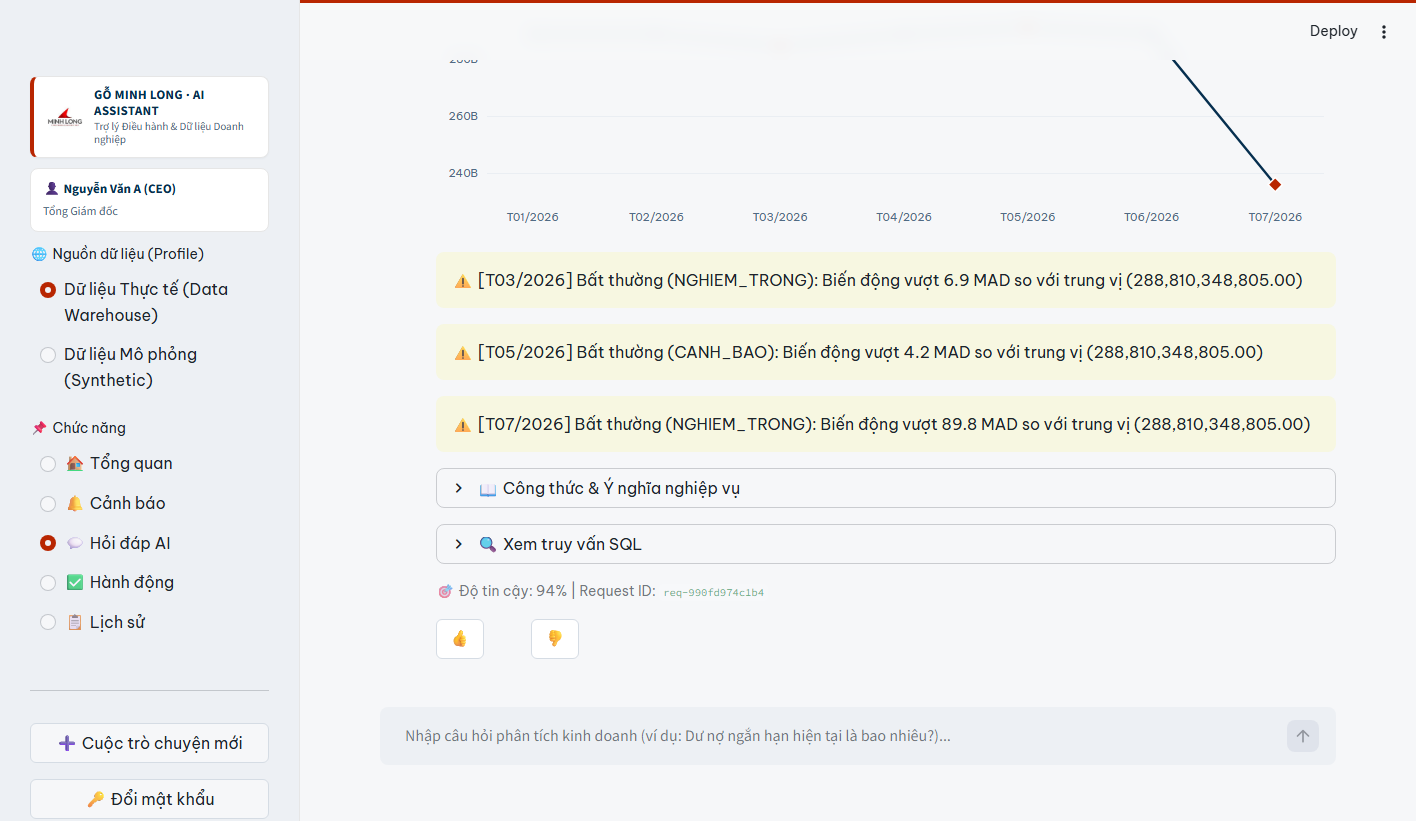 Deploy
MINH LONG
GỖ MINH LONG · AI
ASSISTANT
Trợ lý Điều hành & Dữ liệu Doanh
nghiệp
Nguyễn Văn A (CEO)
Tổng Giám đốc
Nguồn dữ liệu (Profile)
Dữ liệu Thực tế (Data
Warehouse)
Dữ liệu Mô phỏng
(Synthetic)
Chức năng
Tổng quan
Cảnh báo
Hỏi đáp AI
Hành động
Lịch sử
Cuộc trò chuyện mới
Đổi mật khẩu
280B
260B
240B
T01/2026 T02/2026 T03/2026 T04/2026 T05/2026 T06/2026 T07/2026
[T03/2026] Bất thường (NGHIEM_TRONG): Biến động vượt 6.9 MAD so với trung vị (288,810,348,805.00)
[T05/2026] Bất thường (CANH_BAO): Biến động vượt 4.2 MAD so với trung vị (288,810,348,805.00)
[T07/2026] Bất thường (NGHIEM_TRONG): Biến động vượt 89.8 MAD so với trung vị (288,810,348,805.00)
Công thức & Ý nghĩa nghiệp vụ
Xem truy vấn SQL
Độ tin cậy: 94% | Request ID: req-990fd974c1b4
Nhập câu hỏi phân tích kinh doanh (ví dụ: Dư nợ ngắn hạn hiện tại là bao nhiêu?)...